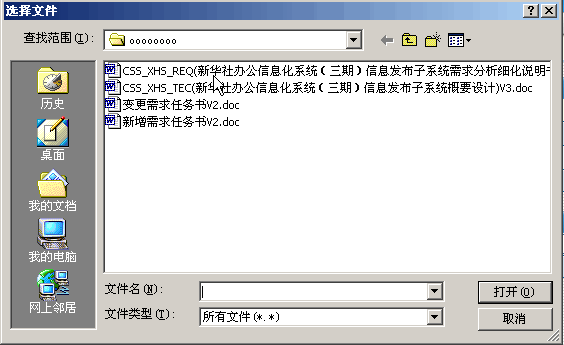 选择文件
查找范围(I):
oooooooo
历史
桌面
我的文档
我的电脑
网上邻居
CSS_XHS_REQ(新华社办公信息化系统(三期)信息发布子系统需求分析细化说明
CSS_XHS_TEC(新华社办公信息化系统(三期)信息发布子系统概要设计)V3.doc
变更需求任务书V2.doc
新增需求任务书V2.doc
文件名(N):
打开(O)
文件类型(T):
所有文件(*.*)
取消